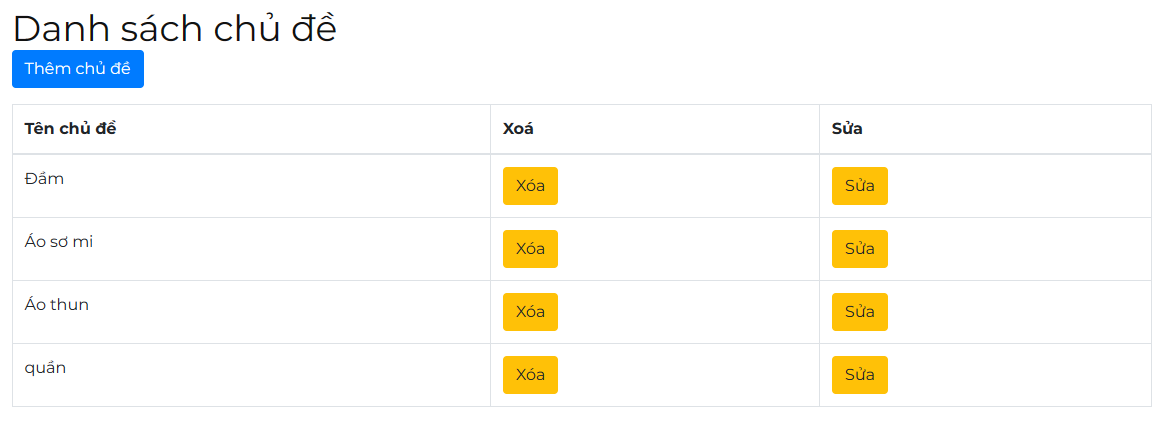 Danh sách chủ đề
Thêm chủ đề
Tên chủ đề Xoá Sửa
Đầm Xóa Sửa
Áo sơ mi Xóa Sửa
Áo thun Xóa Sửa
quần Xóa Sửa